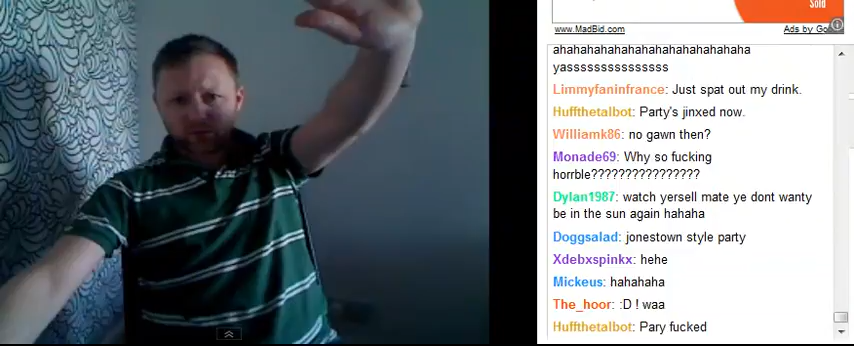 Sold
www.MadBid.com
Ads by Go
ahahahahahahahahahahahahahaha
yasssssssssssssss
Limmyfaninfrance: Just spat out my drink.
Huffthetalbot: Party's jinxed now.
Williamk86: no gawn then?
Monade69: Why so fucking
horrble????????????????
Dylan1987: watch yersell mate ye dont wanty
be in the sun again hahaha
Doggsalad: jonestown style party
Xdebxspinkx: hehe
Mickeus: hahahaha
The_hoor: :D ! waa
Huffthetalbot: Pary fucked